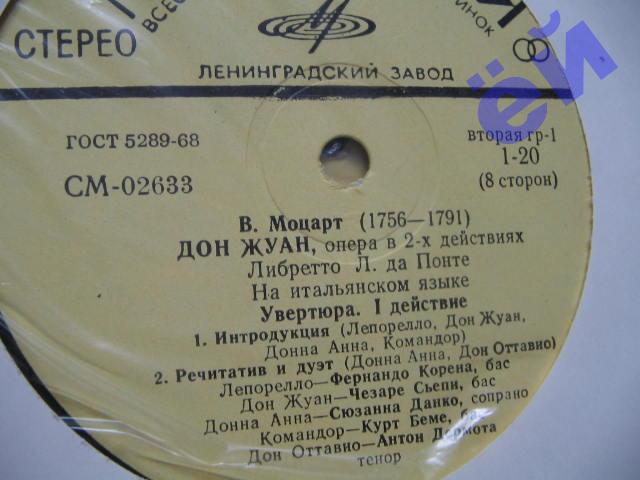 СТЕРЕО
ЛЕНИНГРАДСКИЙ ЗАВОД
ГОСТ 5289-68
вторая гр-1
СМ-02633
1-20
(8 сторон)
В. Моцарт (1756—1791)
ДОН ЖУАН, опера в 2-х действиях
Либретто Л. да Понте
На итальянском языке
Увертюра. I действие
1. Интродукция (Лепорелло, Дон Жуан,
Донна Анна, Командор)
2. Речитатив и дуэт (Донна Анна, Дон Оттавио)
Лепорелло—Фернандо Корена, бас
Дон Жуан—Чезаре Сьепи, бас
Донна Анна—Сюзанна Данко, сопрано
Командор—Курт Беме, бас
Дон Оттавио—Антон Дермота
тенор
ёй